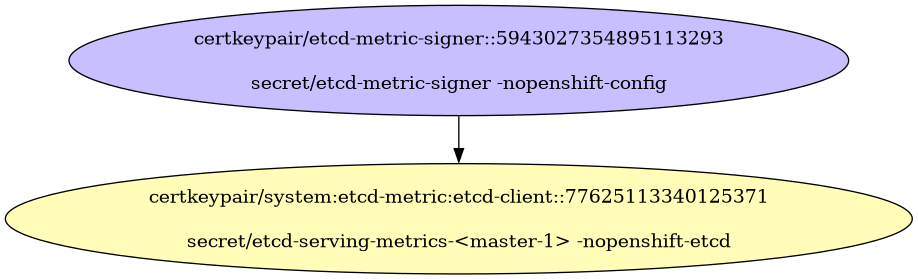 certkeypair/etcd-metric-signer::5943027354895113293
secret/etcd-metric-signer -nopenshift-config
certkeypair/system:etcd-metric:etcd-client::77625113340125371
secret/etcd-serving-metrics-<master-1> -nopenshift-etcd